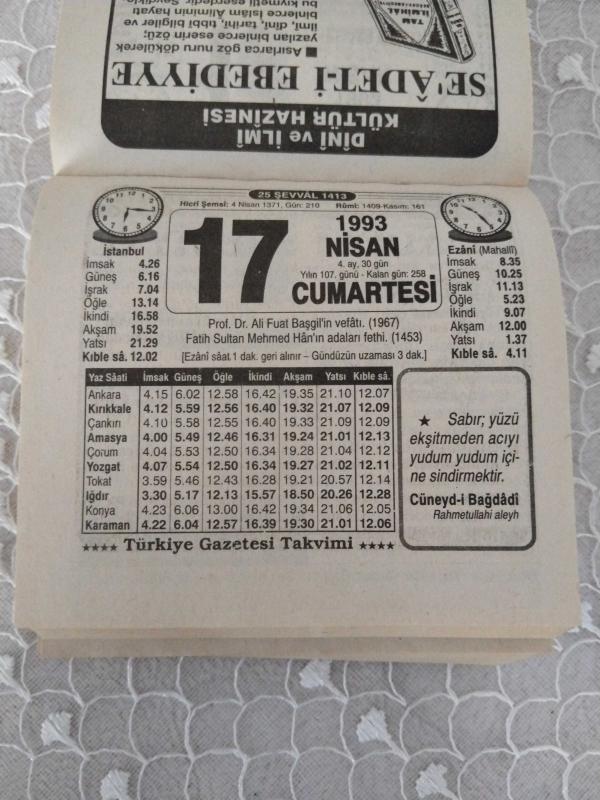 DİNÎ ve İLMÎ
KÜLTÜR HAZİNESİ
SE'ÂDET-İ EBEDİYYE
■ Asırlarca göz nuru dökülerek
yazılan binlerce eserin özü;
ilmi, din, tarih, tıbbî bilgiler ve
binlerce İslâm Âliminin hayatı
TAM
İLMİHÂL
25 ŞEVVÂL 1413
Hicrî Şemsî: 4 Nisan 1371, Gün: 210 Rûmî: 1409-Kasım: 161
17
1993
NİSAN
4. ay, 30 gün
Yılın 107. günü - Kalan gün: 258
CUMARTESİ
İstanbul
İmsak 4.26
Güneş 6.16
İşrak 7.04
Öğle 13.14
İkindi 16.58
Akşam 19.52
Yatsı 21.29
Kıble sâ. 12.02
Ezânî (Mahallî)
İmsak 8.35
Güneş 10.25
İşrak 11.13
Öğle 5.23
İkindi 9.07
Akşam 12.00
Yatsı 1.37
Kıble sâ. 4.11
Prof. Dr. Ali Fuat Başgil'in vefâtı. (1967)
Fatih Sultan Mehmed Hân'ın adaları fethi. (1453)
[Ezânî sâat 1 dak. geri alınır – Gündüzün uzaması 3 dak.]
Yaz Sâati İmsak Güneş Öğle İkindi Akşam Yatsı Kıble sâ.
Ankara 4.15 6.02 12.58 16.42 19.35 21.10 12.07
Kırıkkale 4.12 5.59 12.56 16.40 19.32 21.07 12.09
Çankırı 4.10 5.58 12.55 16.40 19.33 21.09 12.09
Amasya 4.00 5.49 12.46 16.31 19.24 21.01 12.13
Çorum 4.04 5.53 12.50 16.34 19.28 21.04 12.12
Yozgat 4.07 5.54 12.50 16.34 19.27 21.02 12.11
Tokat 3.59 5.46 12.43 16.28 19.21 20.57 12.14
Iğdır 3.30 5.17 12.13 15.57 18.50 20.26 12.28
Konya 4.23 6.06 13.00 16.42 19.34 21.06 12.05
Karaman 4.22 6.04 12.57 16.39 19.30 21.01 12.06
★ Sabır; yüzü
ekşitmeden acıyı
yudum yudum içi-
ne sindirmektir.
Cüneyd-i Bağdâdî
Rahmetullahi aleyh
★★★★ Türkiye Gazetesi Takvimi ★★★★